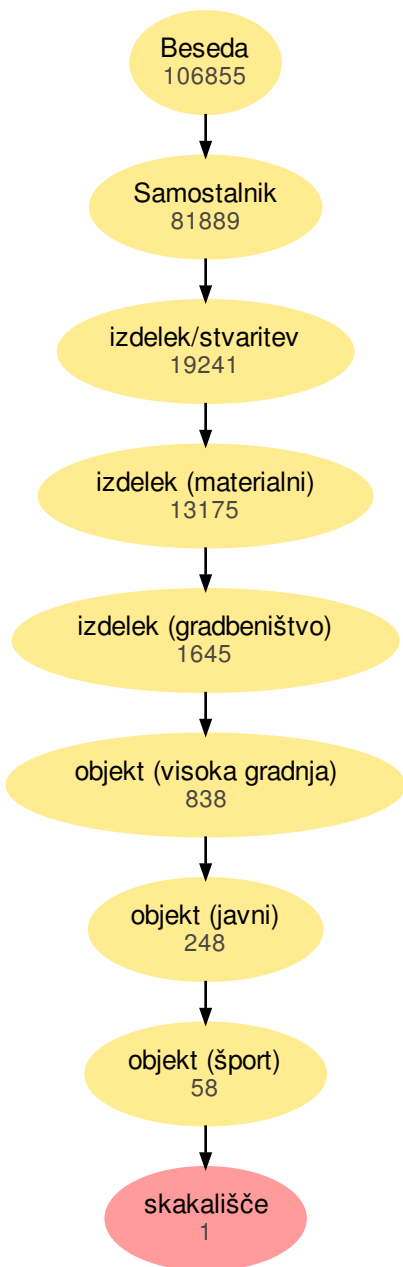 Beseda
106855
Samostalnik
81889
izdelek/stvaritev
19241
izdelek (materialni)
13175
izdelek (gradbeništvo)
1645
objekt (visoka gradnja)
838
objekt (javni)
248
objekt (šport)
58
skakališče
1